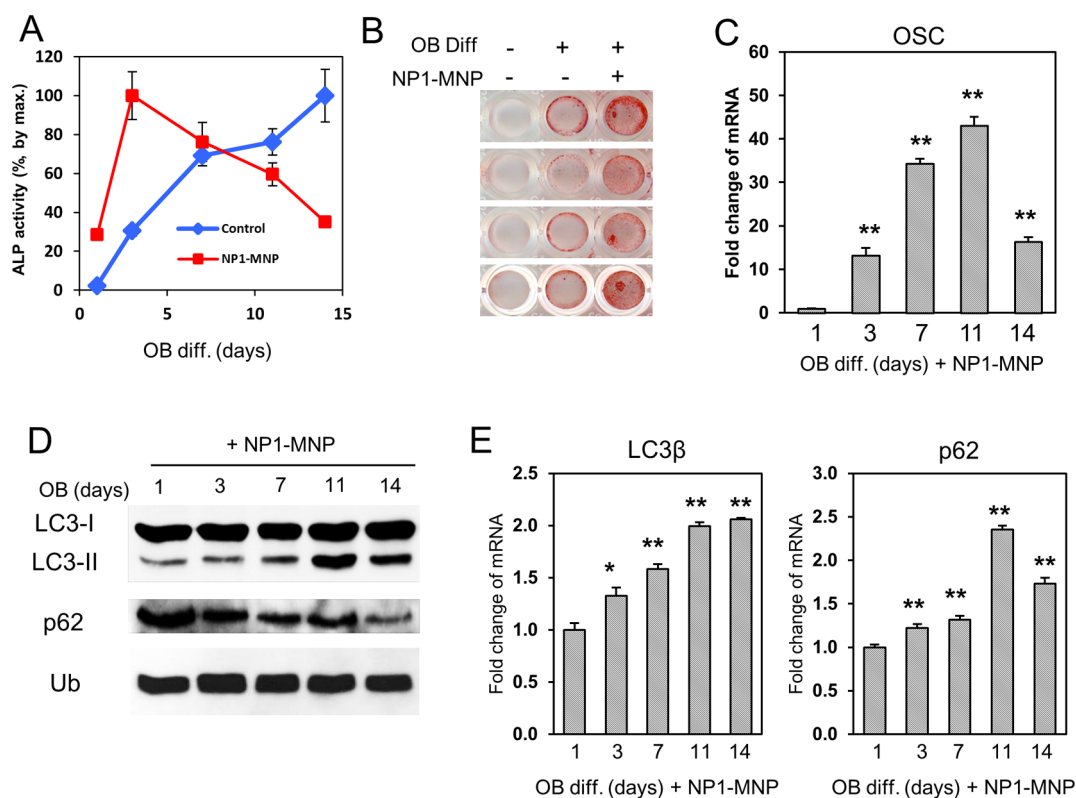 A
ALP activity (%, by max.)
120
100
80
60
40
20
0
Control
NP1-MNP
0 5 10 15
OB diff. (days)
B
OB Diff - + +
NP1-MNP - - +
C
OSC
Fold change of mRNA
60
50
40
30
20
10
0
** ** ** **
1 3 7 11 14
OB diff. (days) + NP1-MNP
D
+ NP1-MNP
OB (days) 1 3 7 11 14
LC3-I
LC3-II
p62
Ub
E
LC3β
Fold change of mRNA
2.5
2.0
1.5
1.0
0.5
0.0
* ** ** **
1 3 7 11 14
OB diff. (days) + NP1-MNP
p62
Fold change of mRNA
3.0
2.5
2.0
1.5
1.0
0.5
0.0
** ** ** **
1 3 7 11 14
OB diff. (days) + NP1-MNP